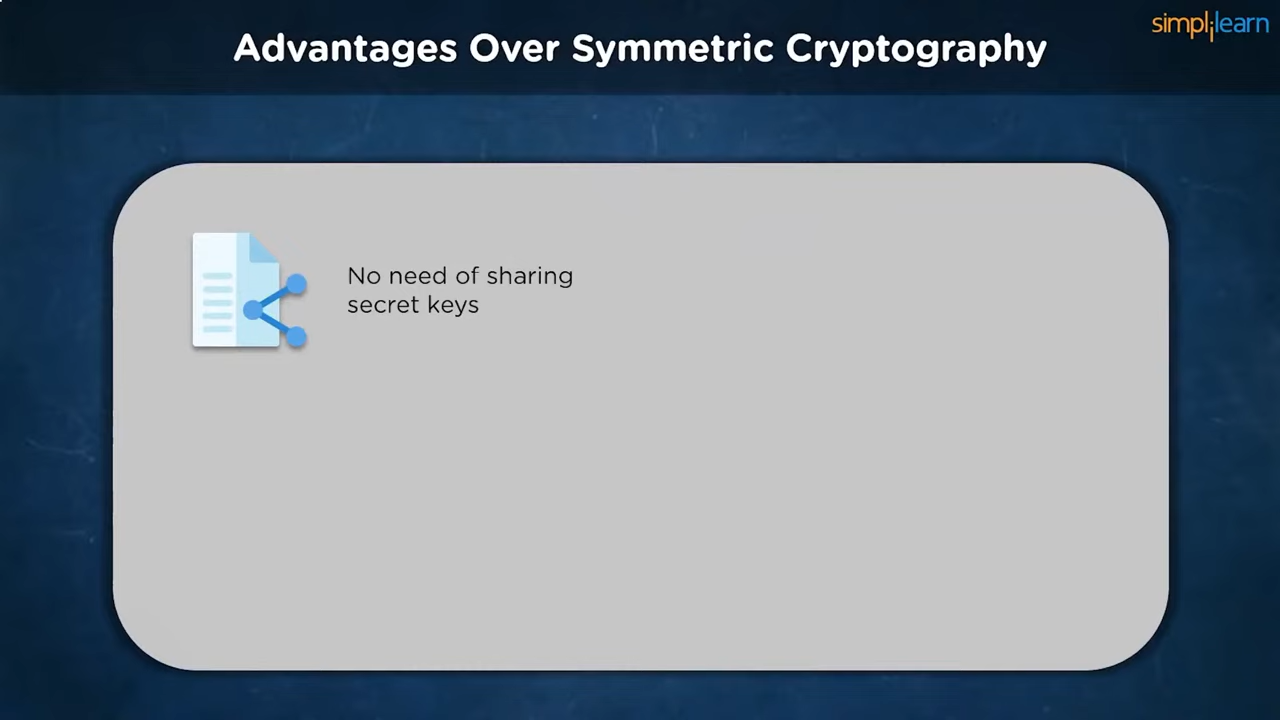 Advantages Over Symmetric Cryptography
simplilearn
No need of sharing
secret keys